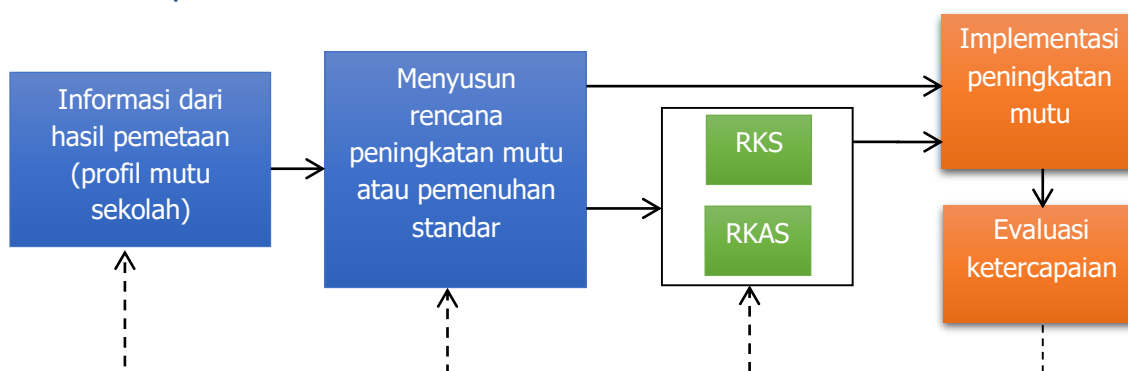 Informasi dari
hasil pemetaan
(profil mutu
sekolah)
Menyusun
rencana
peningkatan mutu
atau pemenuhan
standar
RKS
RKAS
Implementasi
peningkatan
mutu
Evaluasi
ketercapaian